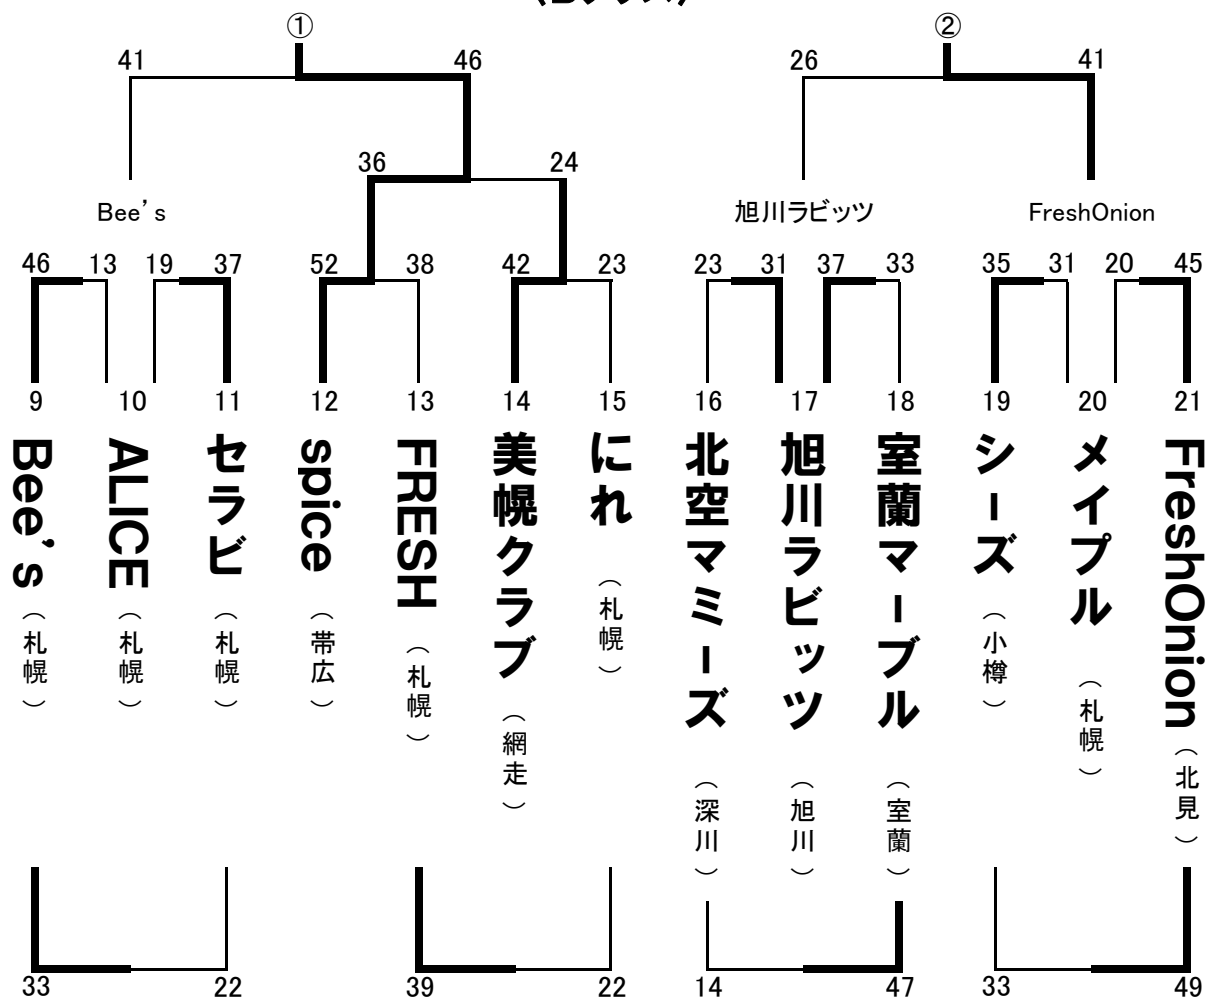 ① ②
41 46 26 41
36 24
Bee's 旭川ラビッツ FreshOnion
46 13 19 37 52 38 42 23 23 31 37 33 35 31 20 45
9 10 11 12 13 14 15 16 17 18 19 20 21
Bee's（札幌）
ALICE（札幌）
セラビ（札幌）
spice（帯広）
FRESH（札幌）
美幌クラブ（網走）
にれ（札幌）
北空マミーズ（深川）
旭川ラビッツ（旭川）
室蘭マーブル（室蘭）
シーズ（小樽）
メイプル（札幌）
FreshOnion（北見）
33 22 39 22 14 47 33 49